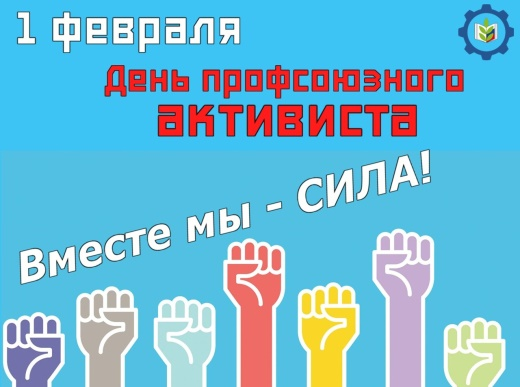 1 февраля
День профсоюзного
активиста
Вместе мы - СИЛА!